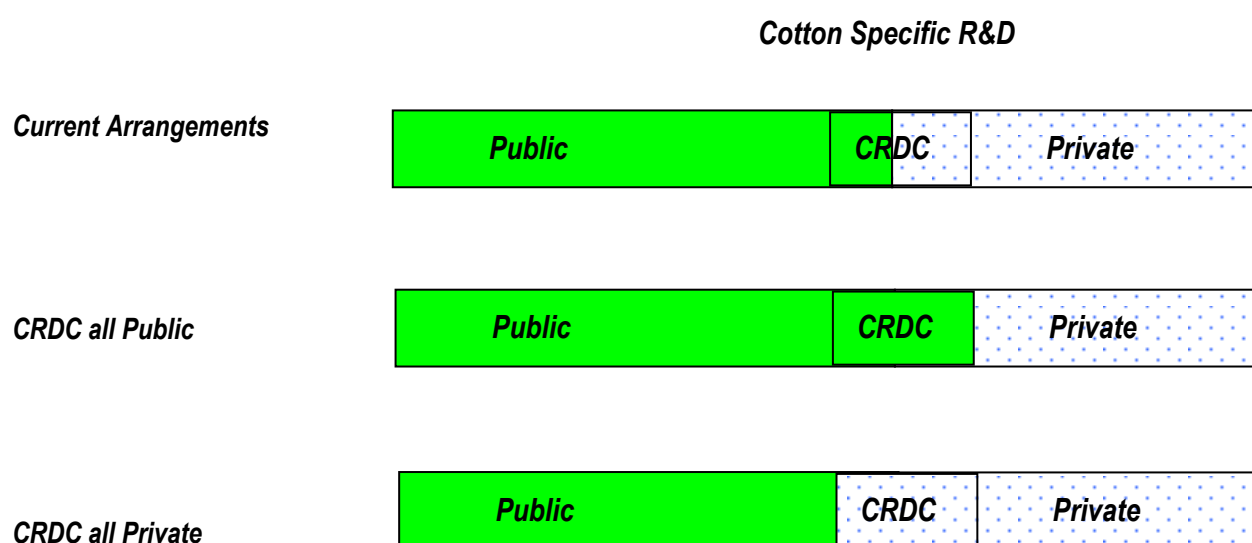 Cotton Specific R&D
Current Arrangements
Public CRDC Private
CRDC all Public
Public CRDC Private
CRDC all Private
Public CRDC Private